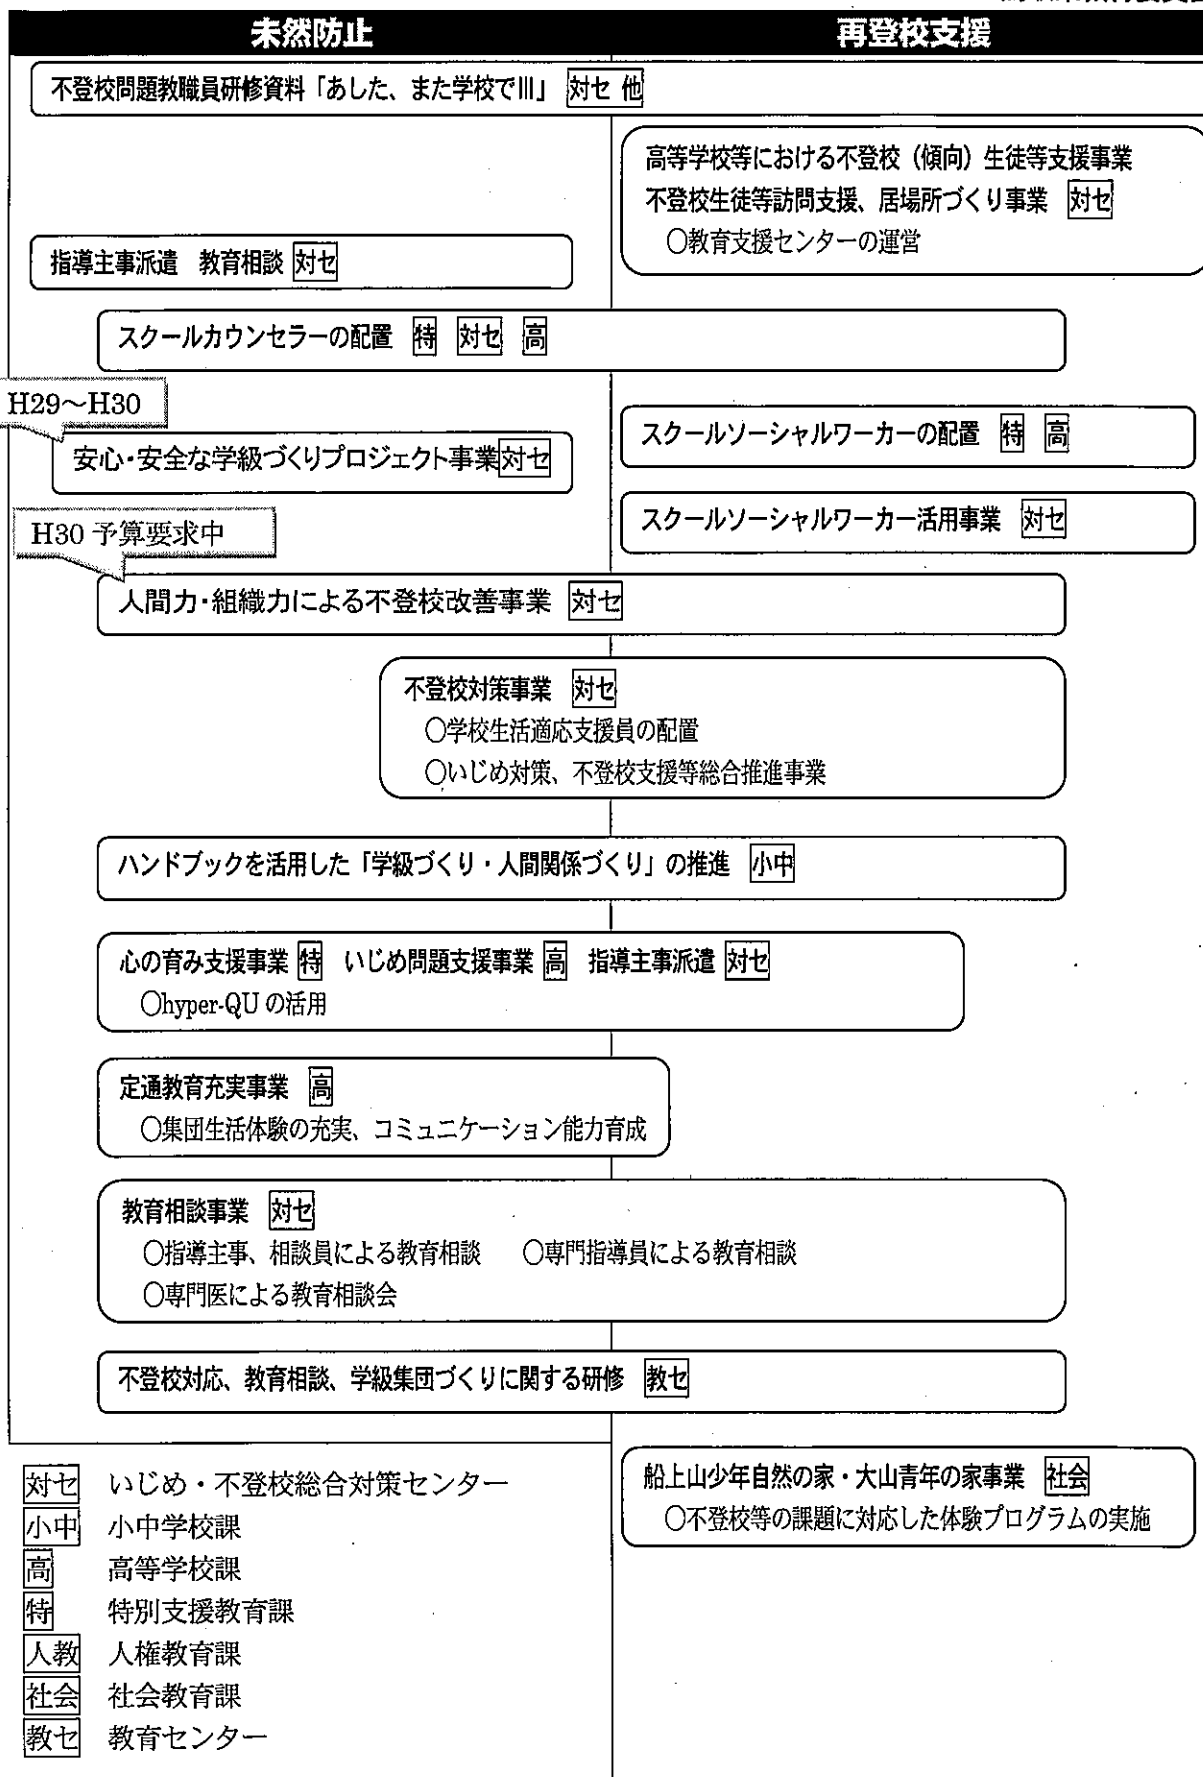 未然防止
再登校支援
不登校問題教職員研修資料「あした、また学校でⅢ」 対セ 他
高等学校等における不登校（傾向）生徒等支援事業
不登校生徒等訪問支援、居場所づくり事業 対セ
○教育支援センターの運営
指導主事派遣 教育相談 対セ
スクールカウンセラーの配置 特 対セ 高
H29～H30
安心・安全な学級づくりプロジェクト事業 対セ
スクールソーシャルワーカーの配置 特 高
スクールソーシャルワーカー活用事業 対セ
H30 予算要求中
人間力・組織力による不登校改善事業 対セ
不登校対策事業 対セ
○学校生活適応支援員の配置
○いじめ対策、不登校支援等総合推進事業
ハンドブックを活用した「学級づくり・人間関係づくり」の推進 小中
心の育み支援事業 特 いじめ問題支援事業 高 指導主事派遣 対セ
○hyper-QU の活用
定通教育充実事業 高
○集団生活体験の充実、コミュニケーション能力育成
教育相談事業 対セ
○指導主事、相談員による教育相談 ○専門指導員による教育相談
○専門医による教育相談会
不登校対応、教育相談、学級集団づくりに関する研修 教セ
船上山少年自然の家・大山青年の家事業 社会
○不登校等の課題に対応した体験プログラムの実施
対セ いじめ・不登校総合対策センター
小中 小中学校課
高 高等学校課
特 特別支援教育課
人教 人権教育課
社会 社会教育課
教セ 教育センター